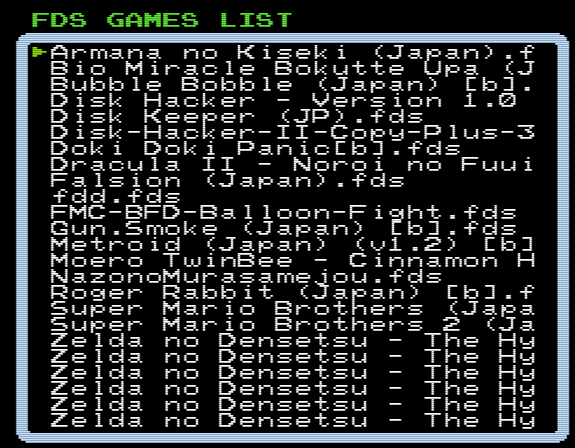 FDS GAMES LIST
Armana no Kiseki (Japan).f
Bio Miracle Bokutte Upa (J
Bubble Bobble (Japan) [b].
Disk Hacker - Version 1.0
Disk Keeper (JP).fds
Disk-Hacker-II-Copy-Plus-3
Doki Doki Panic[b].fds
Dracula II - Noroi no Fuui
Falsion (Japan).fds
fdd.fds
FMC-BFD-Balloon-Fight.fds
Gun.Smoke (Japan) [b].fds
Metroid (Japan) (v1.2) [b]
Moero TwinBee - Cinnamon H
NazonoMurasamejou.fds
Roger Rabbit (Japan) [b].f
Super Mario Brothers (Japa
Super Mario Brothers 2 (Ja
Zelda no Densetsu - The Hy
Zelda no Densetsu - The Hy
Zelda no Densetsu - The Hy
Zelda no Densetsu - The Hy
Zelda no Densetsu - The Hy
Zelda no Densetsu - The Hy